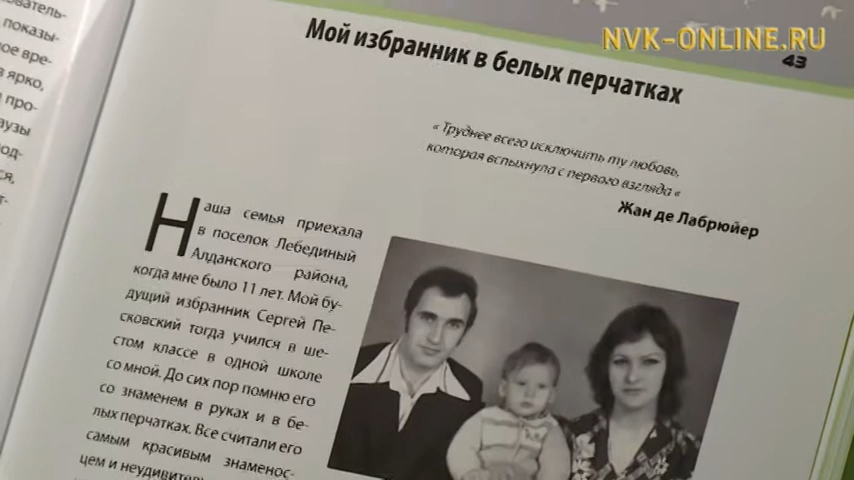 NVK-ONLINE.RU
43
Мой избранник в белых перчатках
« Труднее всего исключить ту любовь,
которая вспыхнула с первого взгляда «
Жан де Лабрюйер
Наша семья приехала
в поселок Лебединый
Алданского района,
когда мне было 11 лет. Мой бу-
дущий избранник Сергей Пе-
сковский тогда учился в ше-
стом классе в одной школе
со мной. До сих пор помню его
со знаменем в руках и в бе-
лых перчатках. Все считали его
самым красивым знаменос-
цем и